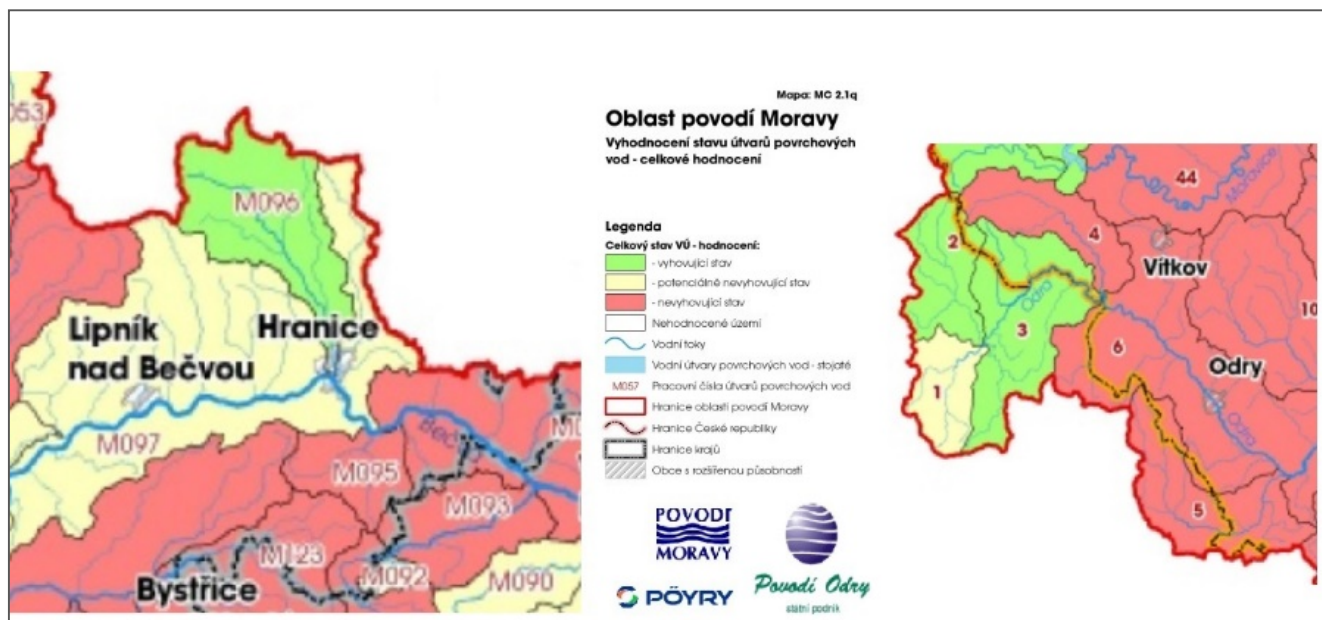 053
M096
Hranice
Lipník
nad Bečvou
M097
M095
M093
M123
M092
M090
Bystřice
Mapa: MC 2.1q
Oblast povodí Moravy
Vyhodnocení stavu útvarů povrchových
vod - celkové hodnocení
Legenda
Celkový stav VÚ - hodnocení:
- vyhovující stav
- potenciálně nevyhovující stav
- nevyhovující stav
Nehodnocené území
Vodní toky
Vodní útvary povrchových vod - stojaté
M057 Pracovní čísla útvarů povrchových vod
Hranice oblasti povodí Moravy
Hranice České republiky
Hranice krajů
Obce s rozšířenou působností
POVODÍ
MORAVY
PÖYRY
Povodí Odry
státní podnik
44
Moravice
2
4
Vítkov
Odra
3
10
6
Odry
1
Odra
5